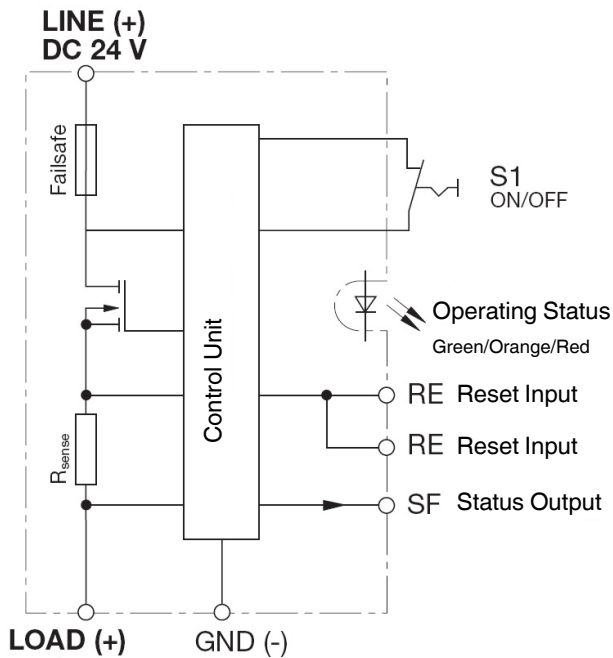 LINE (+)
DC 24 V
Failsafe
S1
ON/OFF
Operating Status
Green/Orange/Red
Control Unit
RE Reset Input
RE Reset Input
Rsense
SF Status Output
LOAD (+)
GND (-)